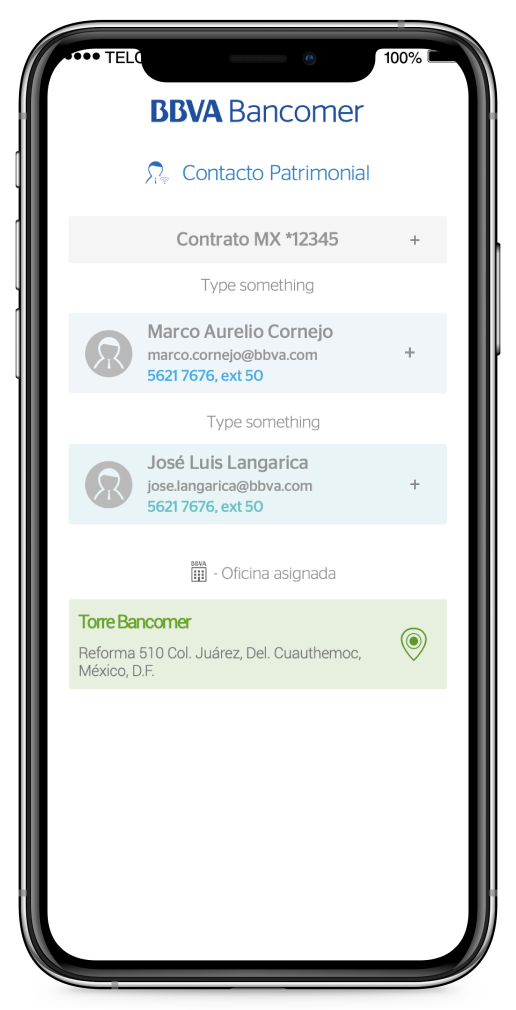 TELC
100%
BBVA Bancomer
Contacto Patrimonial
Contrato MX *12345 +
Type something
Marco Aurelio Cornejo
marco.cornejo@bbva.com +
5621 7676, ext 50
Type something
José Luis Langarica
jose.langarica@bbva.com +
5621 7676, ext 50
BBVA
- Oficina asignada
Torre Bancomer
Reforma 510 Col. Juárez, Del. Cuauthemoc,
México, D.F.